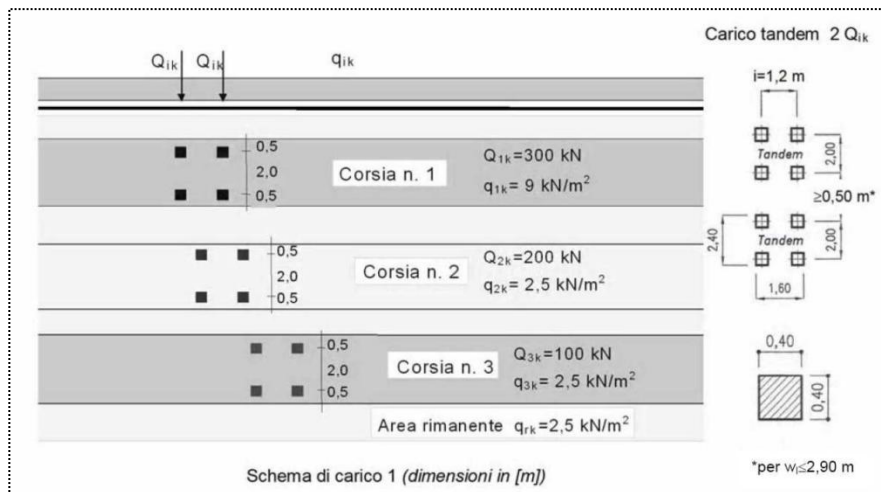 Carico tandem 2 Qik
Qik Qik qik
i=1,2 m
0,5
2,0
0,5
Corsia n. 1
Q1k=300 kN
q1k= 9 kN/m²
Tandem
2,00
≥0,50 m*
0,5
2,0
0,5
Corsia n. 2
Q2k=200 kN
q2k= 2,5 kN/m²
2,40
Tandem
2,00
1,60
0,5
2,0
0,5
Corsia n. 3
Q3k=100 kN
q3k= 2,5 kN/m²
0,40
0,40
Area rimanente qrk=2,5 kN/m²
Schema di carico 1 (dimensioni in [m])
*per wl≤2,90 m